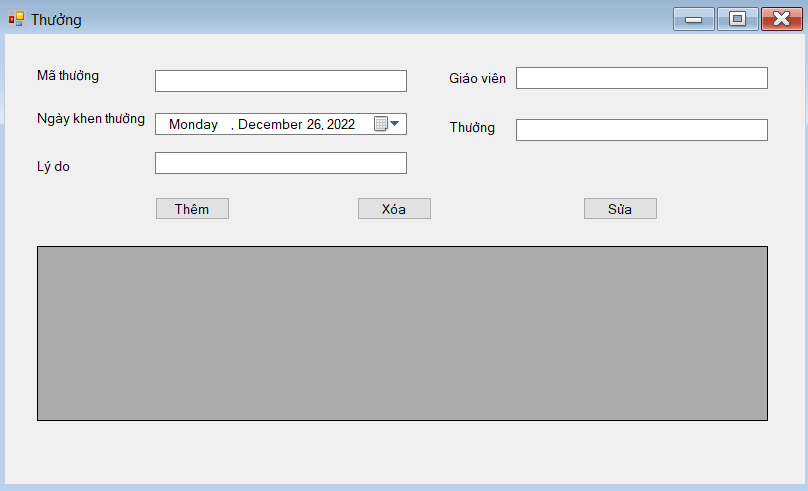 Thưởng
Mã thưởng
Giáo viên
Ngày khen thưởng
Monday , December 26, 2022
Thưởng
Lý do
Thêm
Xóa
Sửa